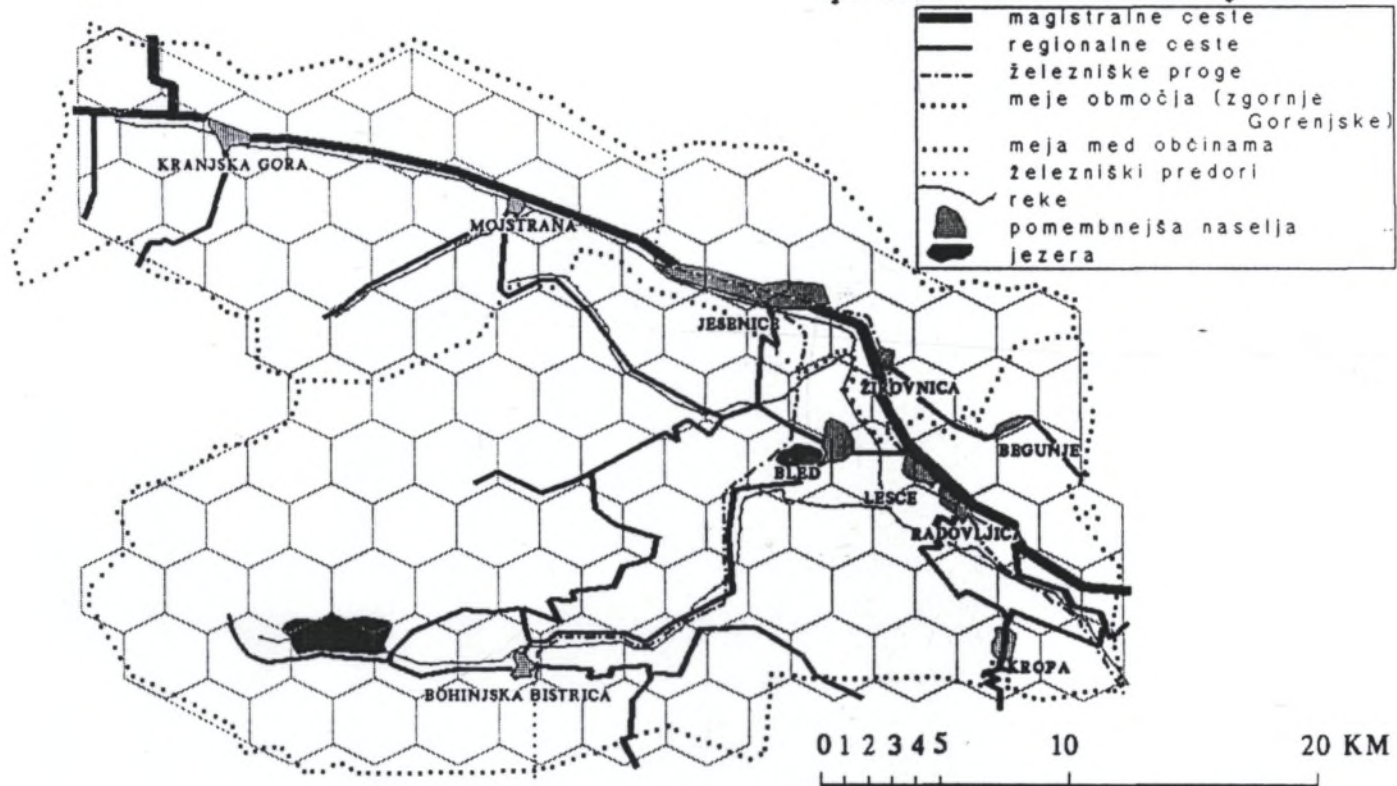 magistralne ceste
regionalne ceste
železniške proge
meje območja (zgornje
Gorenjske)
meja med občinama
železniški predori
reke
pomembnejša naselja
jezera
KRANJSKA GORA
MOJSTRANA
JESENICE
ŽIROVNICA
BEGUNJE
BLED
LESCE
RADOVLJICA
KROPA
BOHINJSKA BISTRICA
0 1 2 3 4 5 10 20 KM